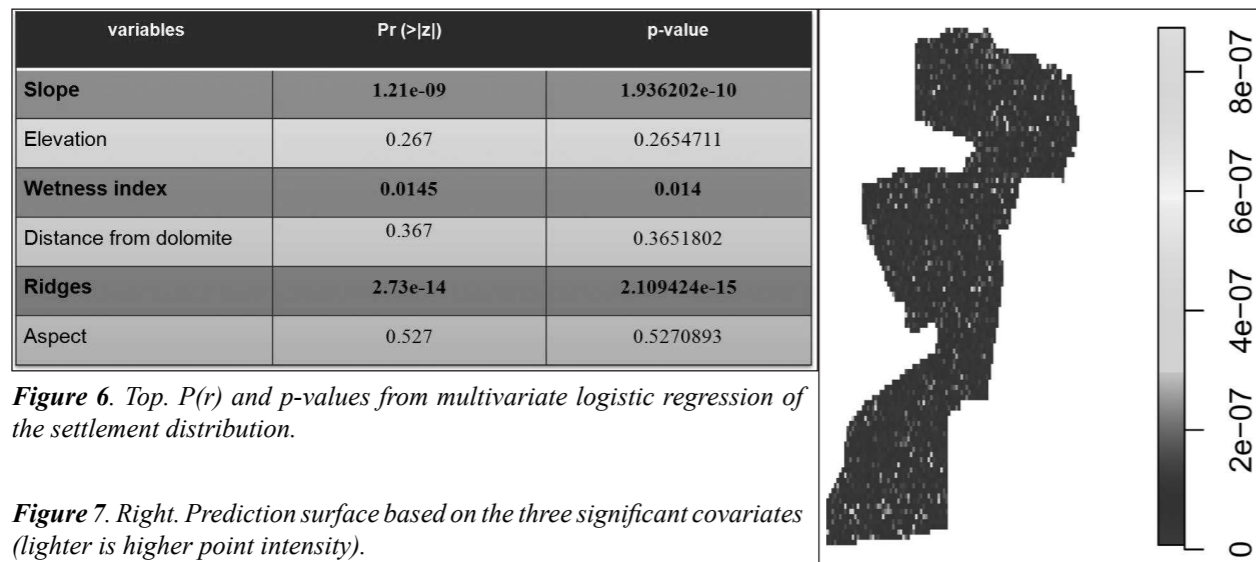 variables Pr (>|z|) p-value
Slope 1.21e-09 1.936202e-10
Elevation 0.267 0.2654711
Wetness index 0.0145 0.014
Distance from dolomite 0.367 0.3651802
Ridges 2.73e-14 2.109424e-15
Aspect 0.527 0.5270893
Figure 6. Top. P(r) and p-values from multivariate logistic regression of
the settlement distribution.
Figure 7. Right. Prediction surface based on the three significant covariates
(lighter is higher point intensity).
8e-07
6e-07
4e-07
2e-07
0